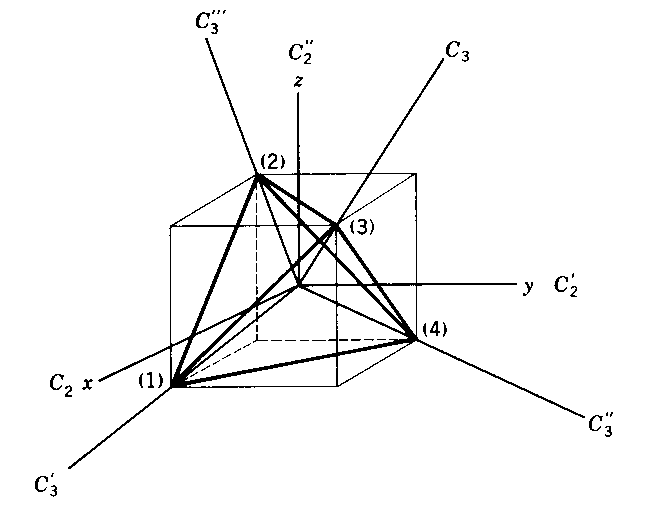 C₃′′′
C₂′′
z
C₃
(2)
(3)
y C₂′
(4)
C₂ x
(1)
C₃′′
C₃′